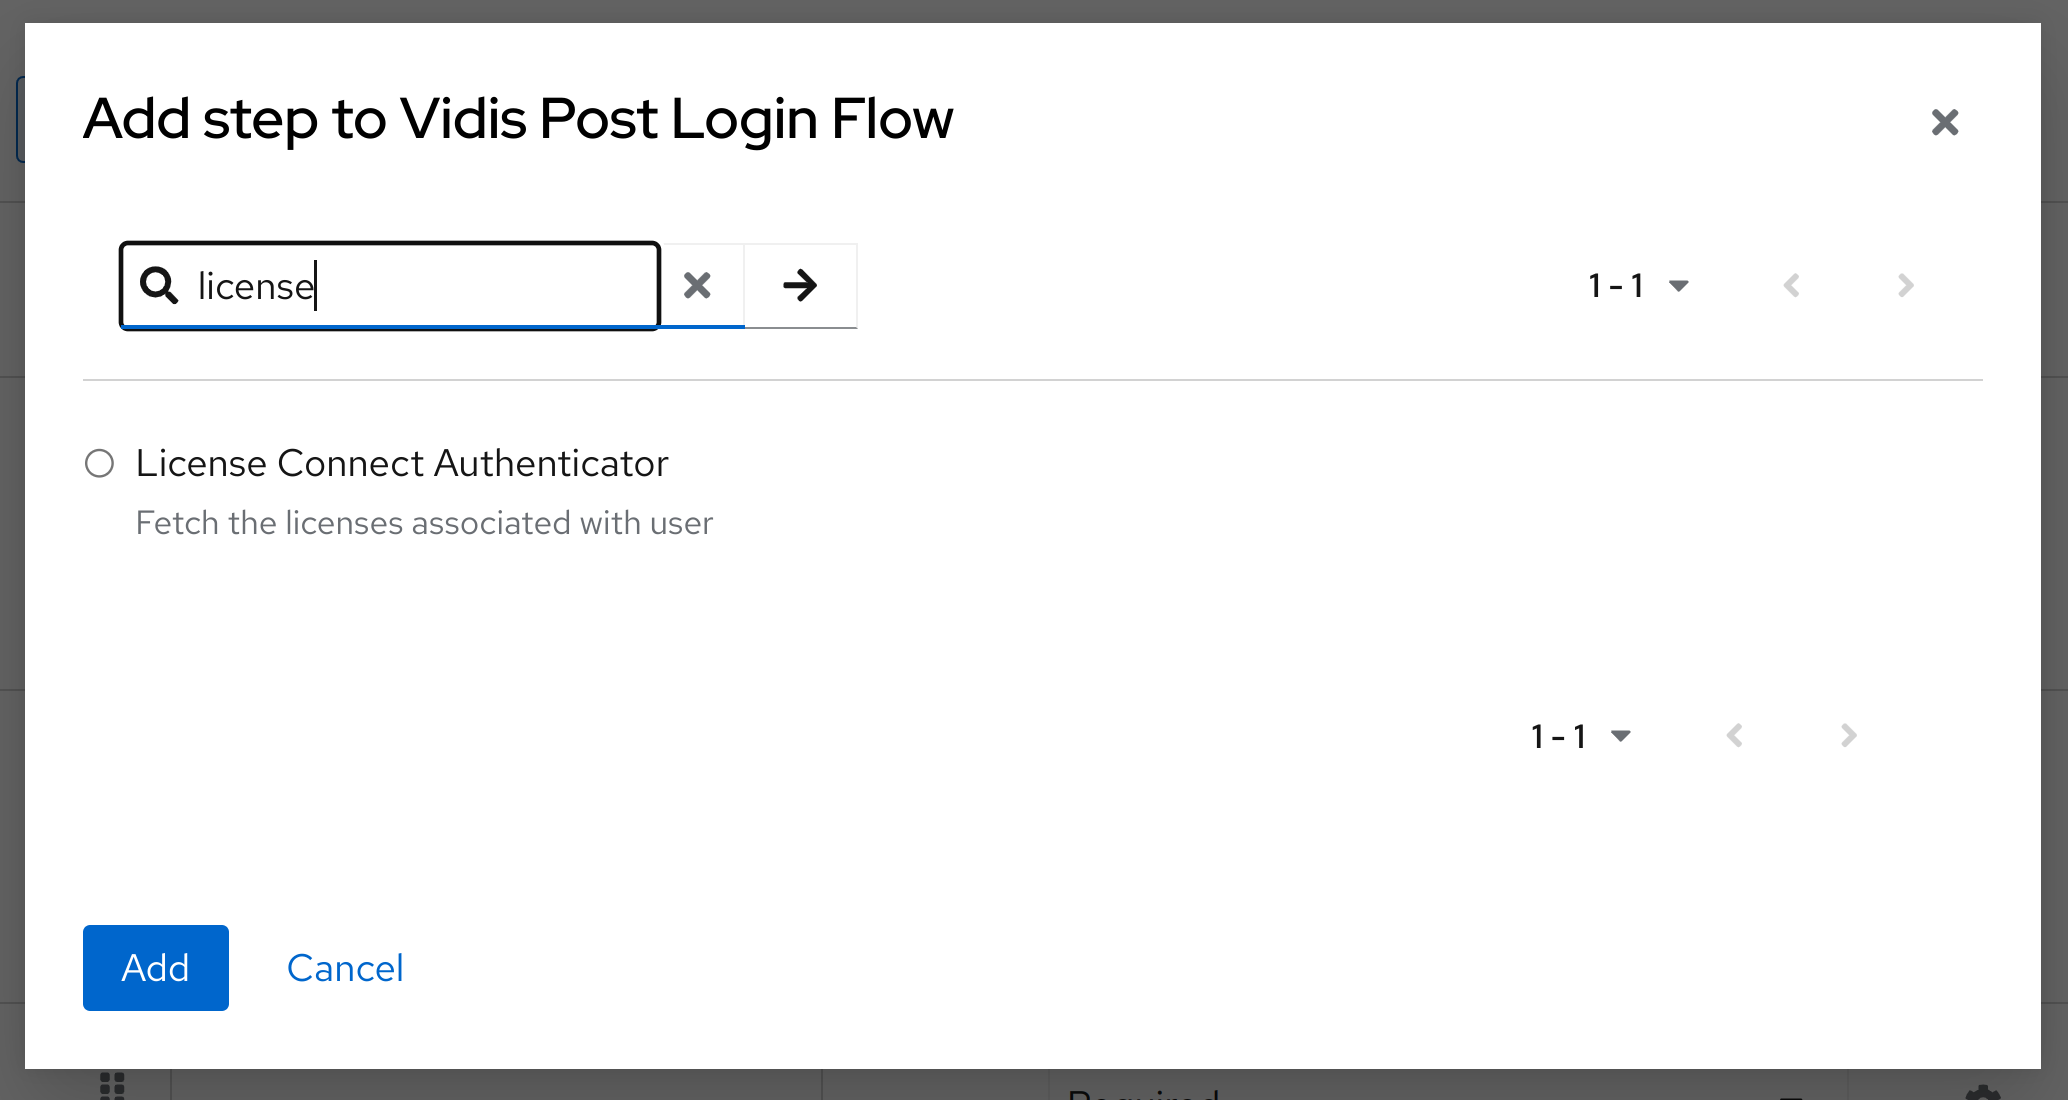 Add step to Vidis Post Login Flow
license
1 - 1
License Connect Authenticator
Fetch the licenses associated with user
1 - 1
Add
Cancel
Required